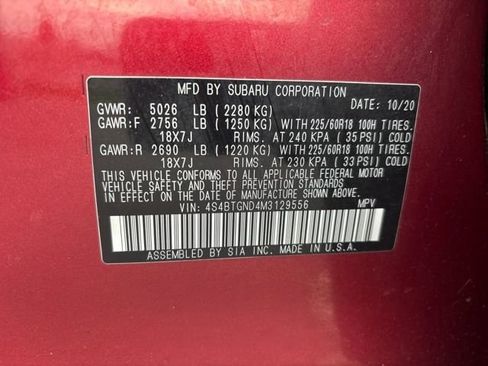 MFD BY SUBARU CORPORATION
GVWR: 5026 LB ( 2280 KG) DATE: 10/20
GAWR:F 2756 LB ( 1250 KG) WITH 225/60R18 100H TIRES.
18X7J RIMS. AT 240 KPA ( 35 PSI) COLD
GAWR:R 2690 LB ( 1220 KG) WITH 225/60R18 100H TIRES.
18X7J RIMS. AT 230 KPA ( 33 PSI) COLD
THIS VEHICLE CONFORMS TO ALL APPLICABLE FEDERAL MOTOR
VEHICLE SAFETY AND THEFT PREVENTION STANDARDS IN
EFFECT ON THE DATE OF MANUFACTURE SHOWN ABOVE.
VIN: 4S4BTGND4M3129556 MPV
ASSEMBLED BY SIA INC. IN U.S.A.